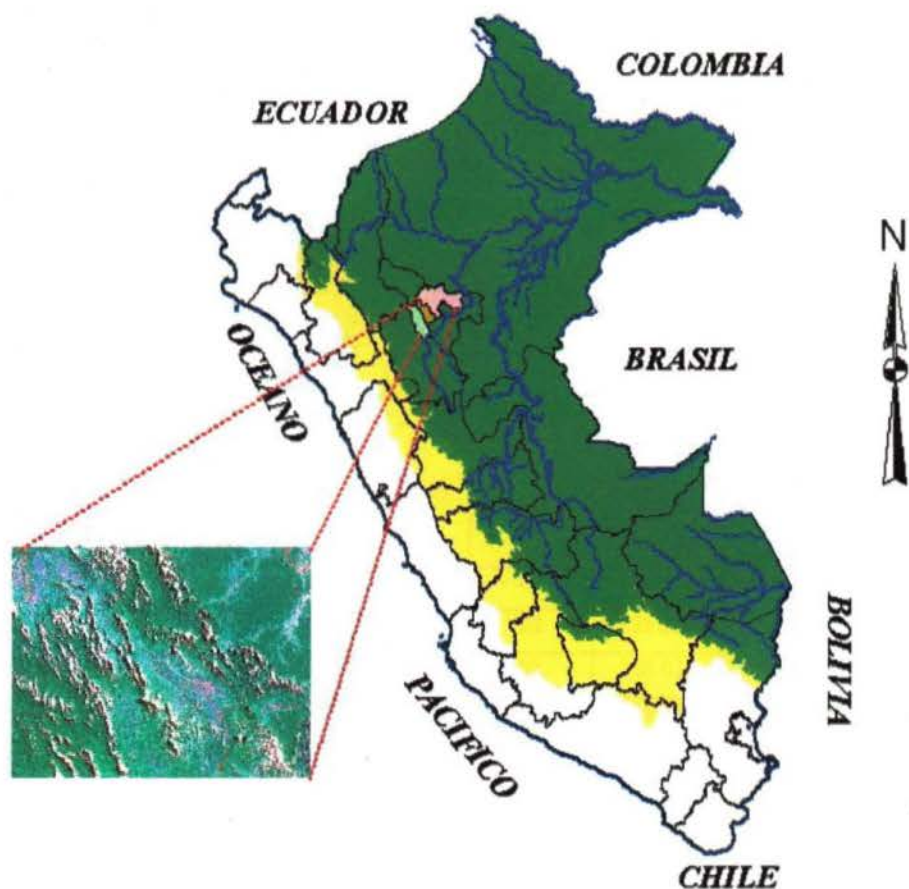 COLOMBIA
ECUADOR
N
BRASIL
OCEANO
BOLIVIA
PACIFICO
CHILE